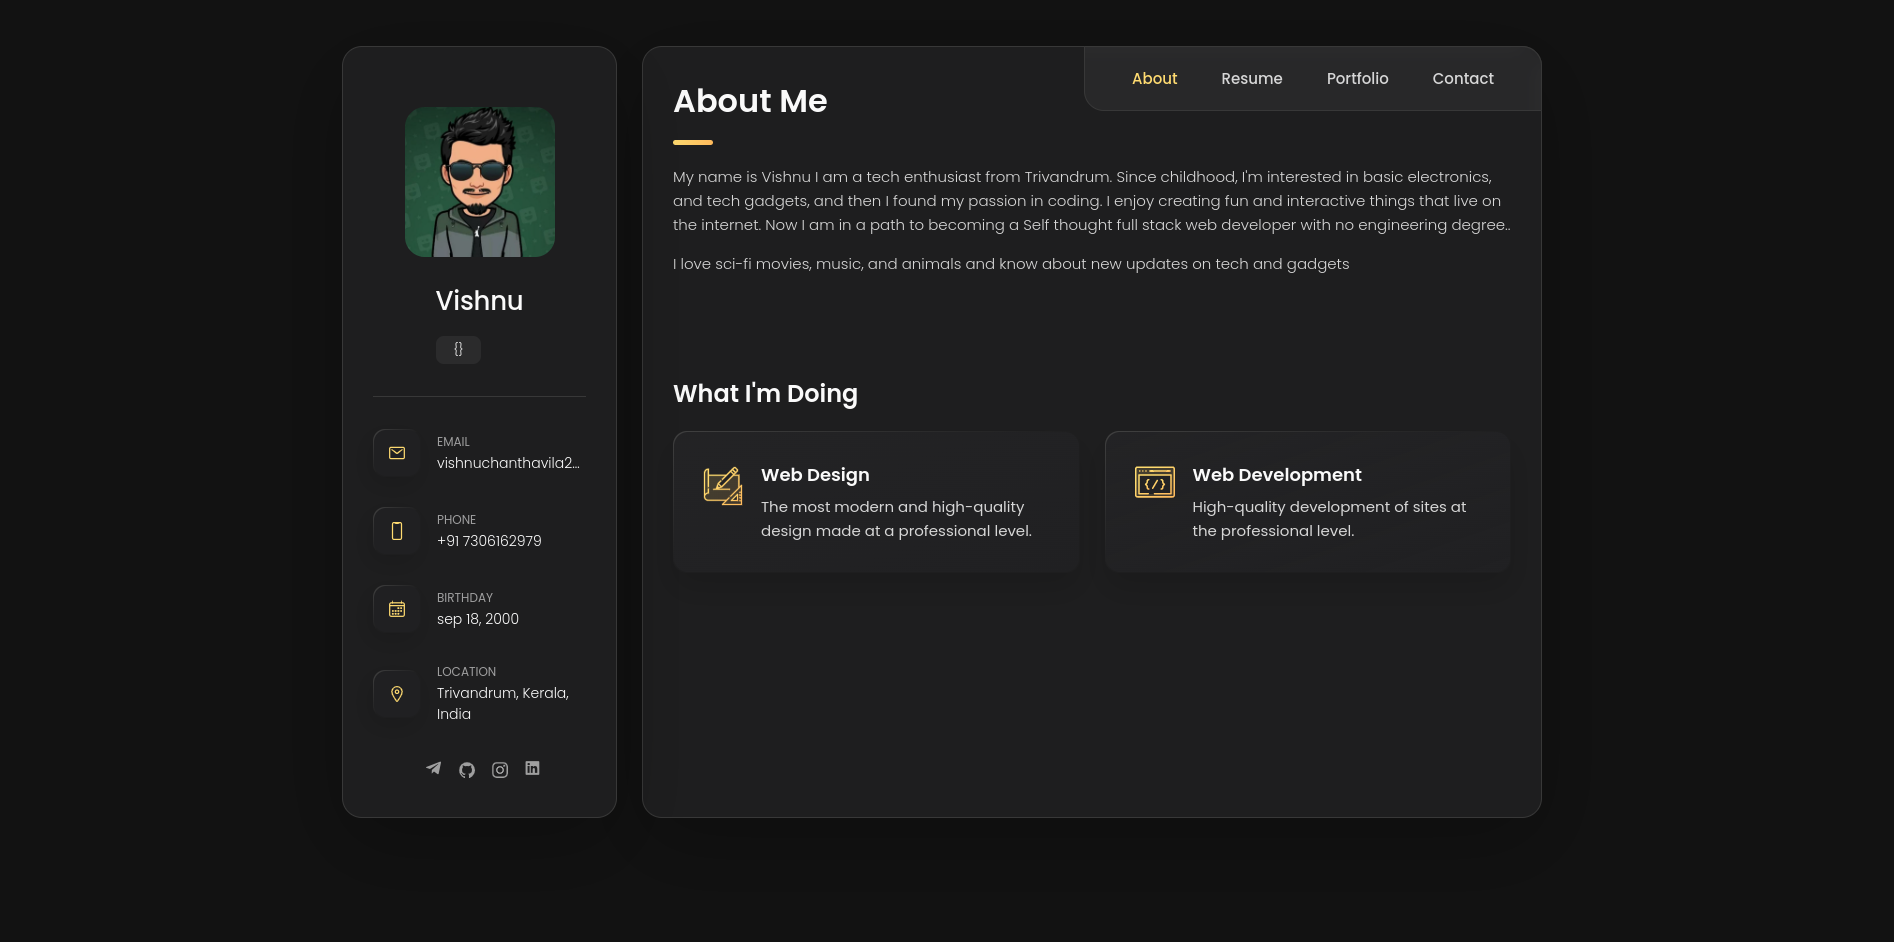 Vishnu
{}
EMAIL
vishnuchanthavila2...
PHONE
+91 7306162979
BIRTHDAY
sep 18, 2000
LOCATION
Trivandrum, Kerala,
India
About
Resume
Portfolio
Contact
About Me
My name is Vishnu I am a tech enthusiast from Trivandrum. Since childhood, I'm interested in basic electronics,
and tech gadgets, and then I found my passion in coding. I enjoy creating fun and interactive things that live on
the internet. Now I am in a path to becoming a Self thought full stack web developer with no engineering degree..
I love sci-fi movies, music, and animals and know about new updates on tech and gadgets
What I'm Doing
Web Design
The most modern and high-quality
design made at a professional level.
Web Development
High-quality development of sites at
the professional level.